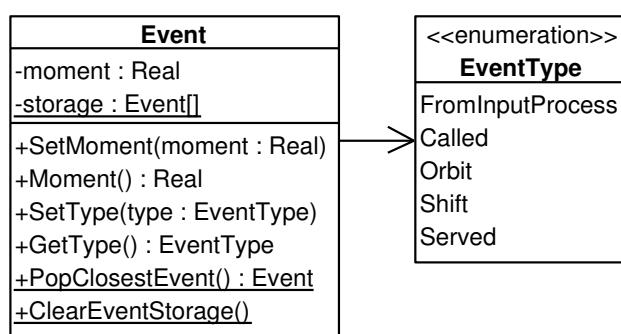 Event
-moment : Real
-storage : Event[]
+SetMoment(moment : Real)
+Moment() : Real
+SetType(type : EventType)
+GetType() : EventType
+PopClosestEvent() : Event
+ClearEventStorage()
<<enumeration>>
EventType
FromInputProcess
Called
Orbit
Shift
Served